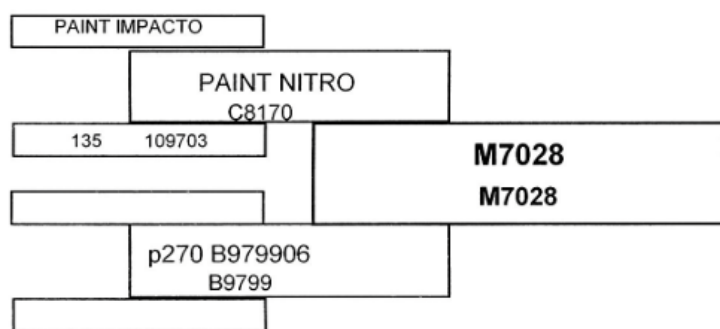 PAINT IMPACTO
PAINT NITRO
C8170
135 109703
M7028
M7028
p270 B979906
B9799